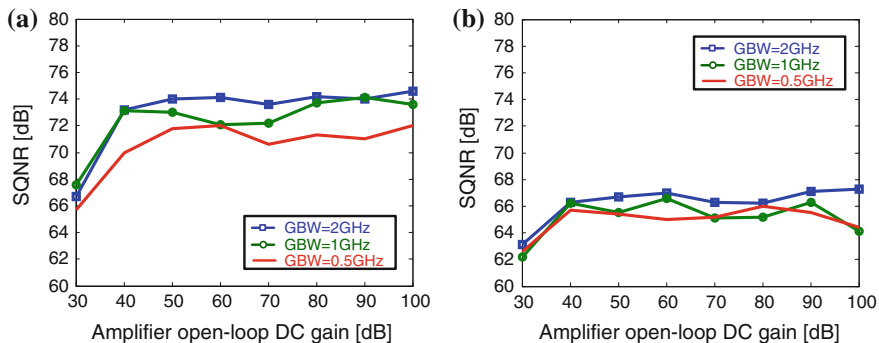 (a)
80
78
76
74
72
70
68
66
64
62
60
SQNR [dB]
GBW=2GHz
GBW=1GHz
GBW=0.5GHz
30 40 50 60 70 80 90 100
Amplifier open-loop DC gain [dB]
(b)
80
78
76
74
72
70
68
66
64
62
60
SQNR [dB]
GBW=2GHz
GBW=1GHz
GBW=0.5GHz
30 40 50 60 70 80 90 100
Amplifier open-loop DC gain [dB]